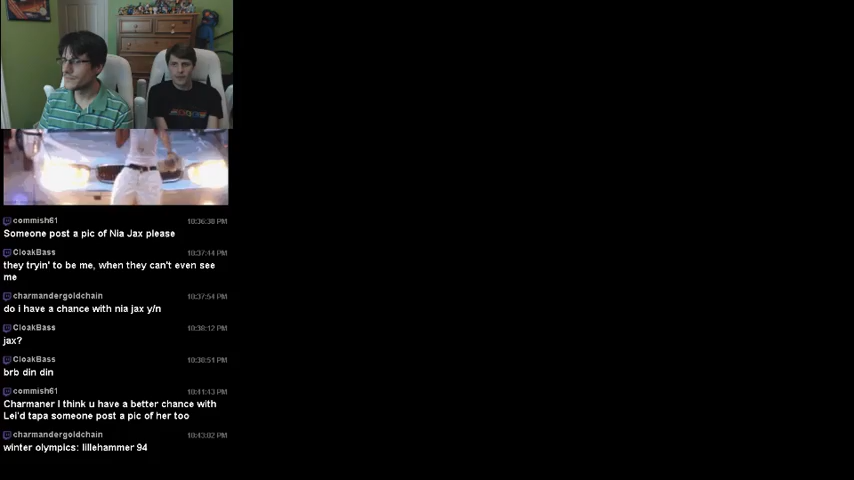 commish61 10:36:38 PM
Someone post a pic of Nia Jax please
CloakBass 10:37:44 PM
they tryin' to be me, when they can't even see
me
charmandergoldchain 10:37:54 PM
do i have a chance with nia jax y/n
CloakBass 10:38:12 PM
jax?
CloakBass 10:38:51 PM
brb din din
commish61 10:41:43 PM
Charmaner I think u have a better chance with
Lei'd tapa someone post a pic of her too
charmandergoldchain 10:43:02 PM
winter olympics: lillehammer 94